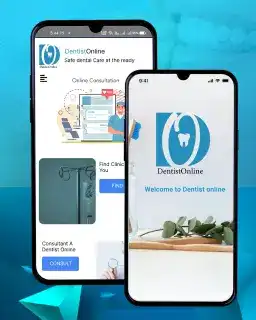 DentistOnline
Safe dental Care at the ready
Online Consultation
Find Clinic
You
FIND
Consultant A
Dentist Online
CONSULT
9:41
DentistOnline
Welcome to Dentist online